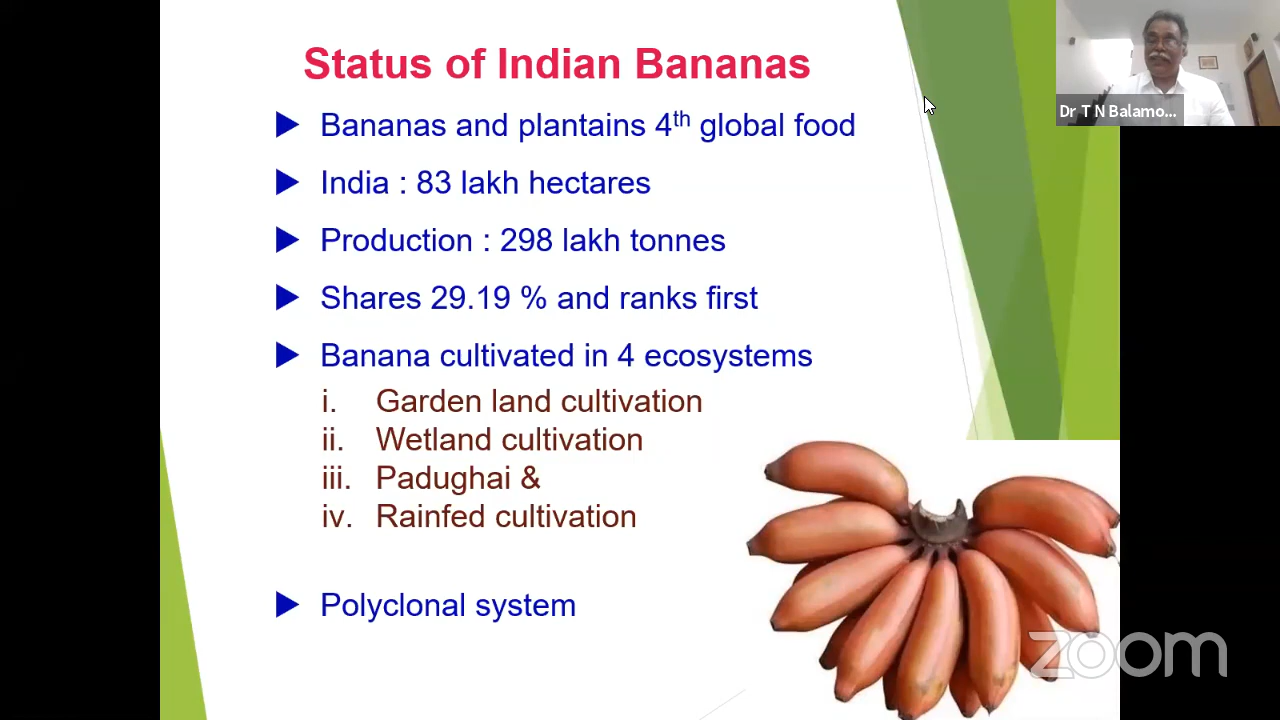 Status of Indian Bananas
Bananas and plantains 4th global food
India : 83 lakh hectares
Production : 298 lakh tonnes
Shares 29.19 % and ranks first
Banana cultivated in 4 ecosystems
i. Garden land cultivation
ii. Wetland cultivation
iii. Padughai &
iv. Rainfed cultivation
Polyclonal system
Dr T N Balamo...
zoom